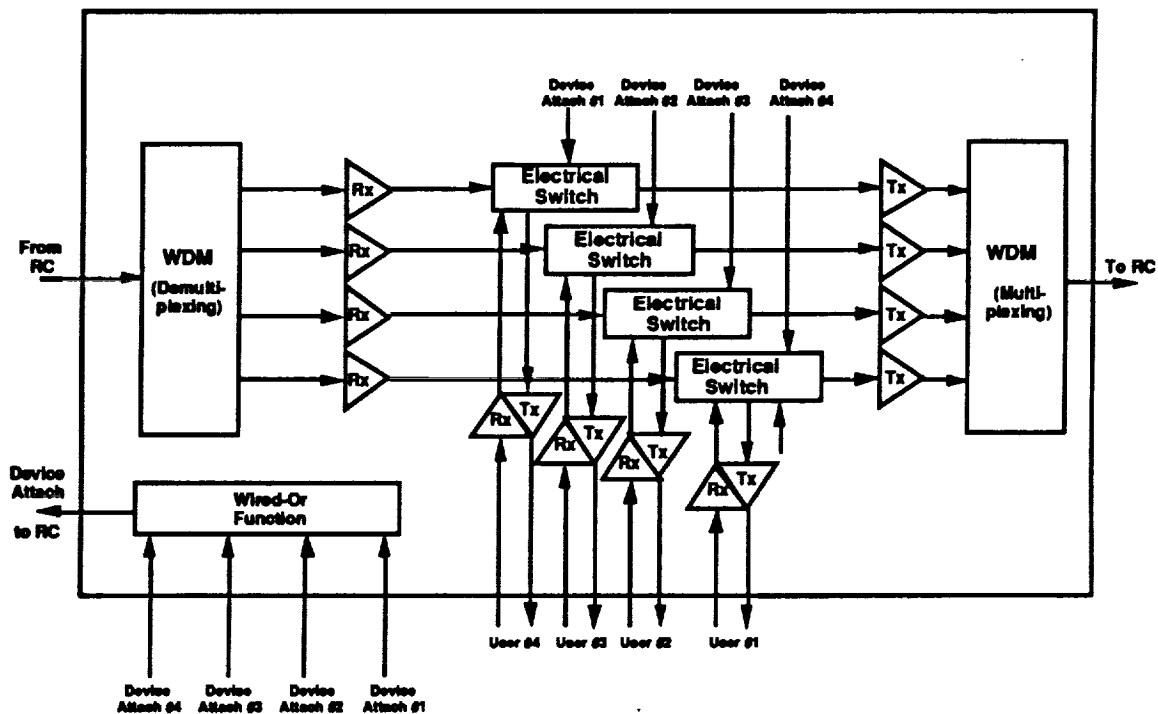 Device
Attach #1
Device
Attach #2
Device
Attach #3
Device
Attach #4
Electrical
Switch
Electrical
Switch
Electrical
Switch
Electrical
Switch
From
RC
WDM
(Demulti-
plexing)
Rx
Rx
Rx
Rx
Tx
Tx
Tx
Tx
WDM
(Multi-
plexing)
To RC
Rx
Tx
Rx
Tx
Rx
Tx
Rx
Tx
Device
Attach
to RC
Wired-Or
Function
User #4
User #3
User #2
User #1
Device
Attach #4
Device
Attach #3
Device
Attach #2
Device
Attach #1